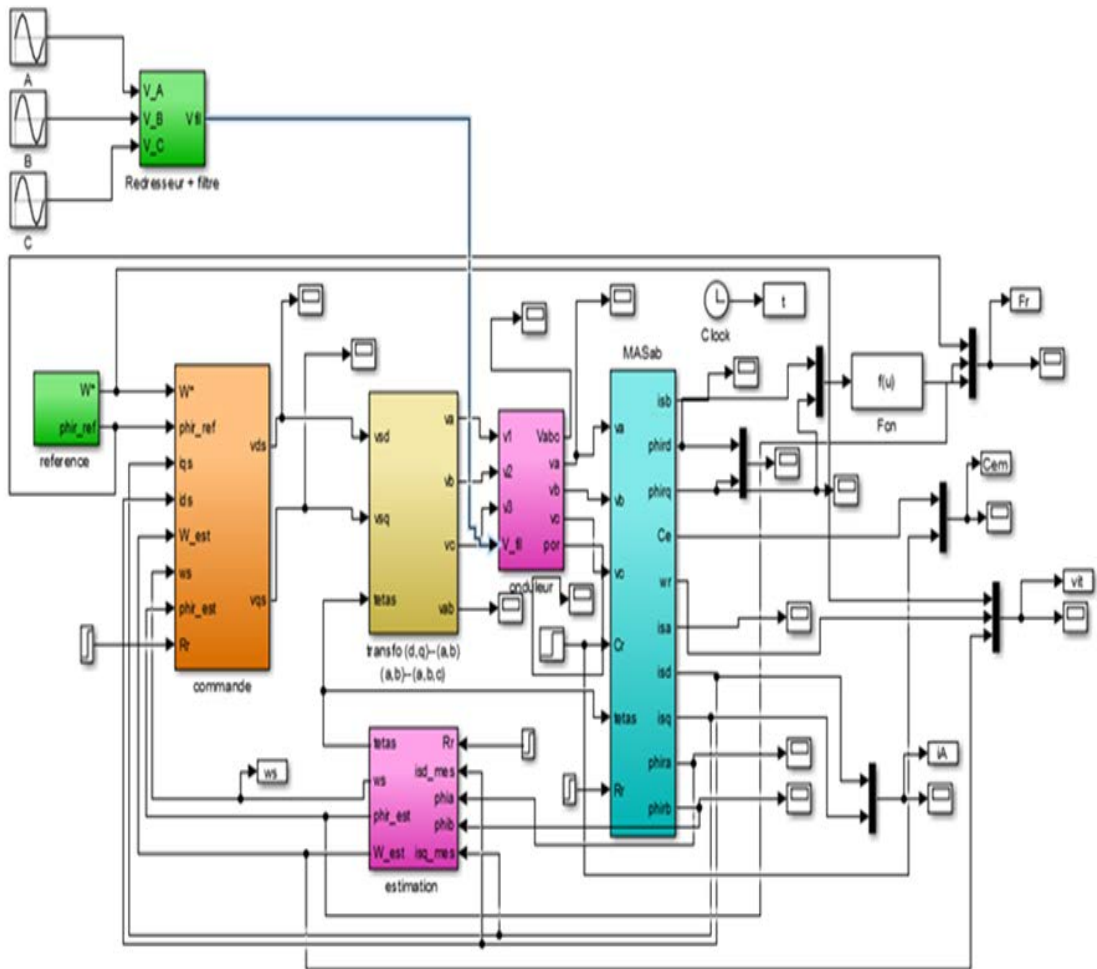 A
B
C
V_A
V_B
V_C
V fil
Redresseur + filtre
W*
phir_ref
reference
W*
phir_ref
qs
ids
W_est
ws
phir_est
Rr
vds
vqs
commande
vsd
vsq
tetas
va
vb
vc
vab
transfo (d,q)--(a,b)
(a,b)--(a,b,c)
v1
v2
v3
V_fil
Vabc
va
vb
vc
por
onduleur
MASab
va
vb
vc
Cr
tetas
Rr
isb
phird
phirq
Ce
wr
isa
isd
isq
phira
phirb
Clock
t
f(u)
Fcn
Fr
Cem
vit
iA
ws
tetas
ws
phir_est
W_est
Rr
isd_mes
phia
phib
isq_mes
estimation